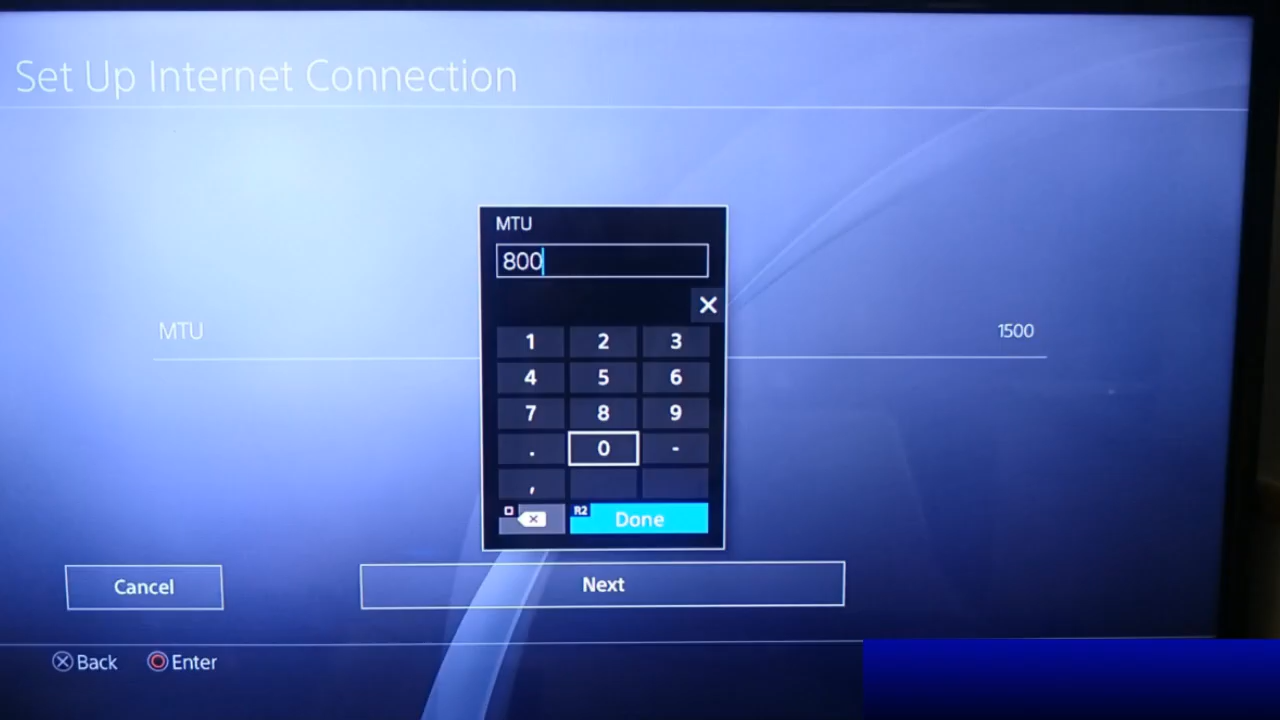 Set Up Internet Connection
MTU
800
MTU
1500
1 2 3
4 5 6
7 8 9
. 0 -
,
R2 Done
Cancel
Next
Back Enter